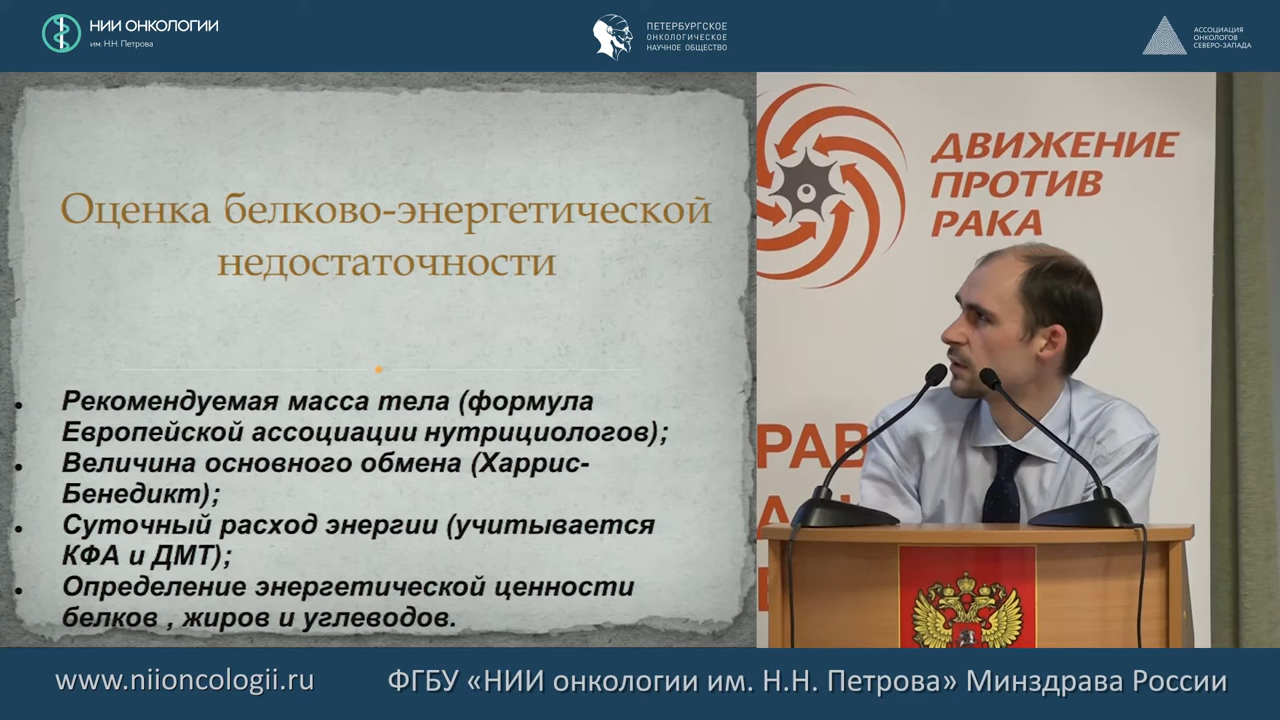 НИИ ОНКОЛОГИИ
им. Н.Н. Петрова
ПЕТЕРБУРГСКОЕ
ОНКОЛОГИЧЕСКОЕ
НАУЧНОЕ ОБЩЕСТВО
АССОЦИАЦИЯ
ОНКОЛОГОВ
СЕВЕРО-ЗАПАДА
Оценка белково-энергетической
недостаточности
Рекомендуемая масса тела (формула
Европейской ассоциации нутрициологов);
Величина основного обмена (Харрис-
Бенедикт);
Суточный расход энергии (учитывается
КФА и ДМТ);
Определение энергетической ценности
белков , жиров и углеводов.
ДВИЖЕНИЕ
ПРОТИВ
РАКА
РАВ
www.niioncologii.ru
ФГБУ «НИИ онкологии им. Н.Н. Петрова» Минздрава России